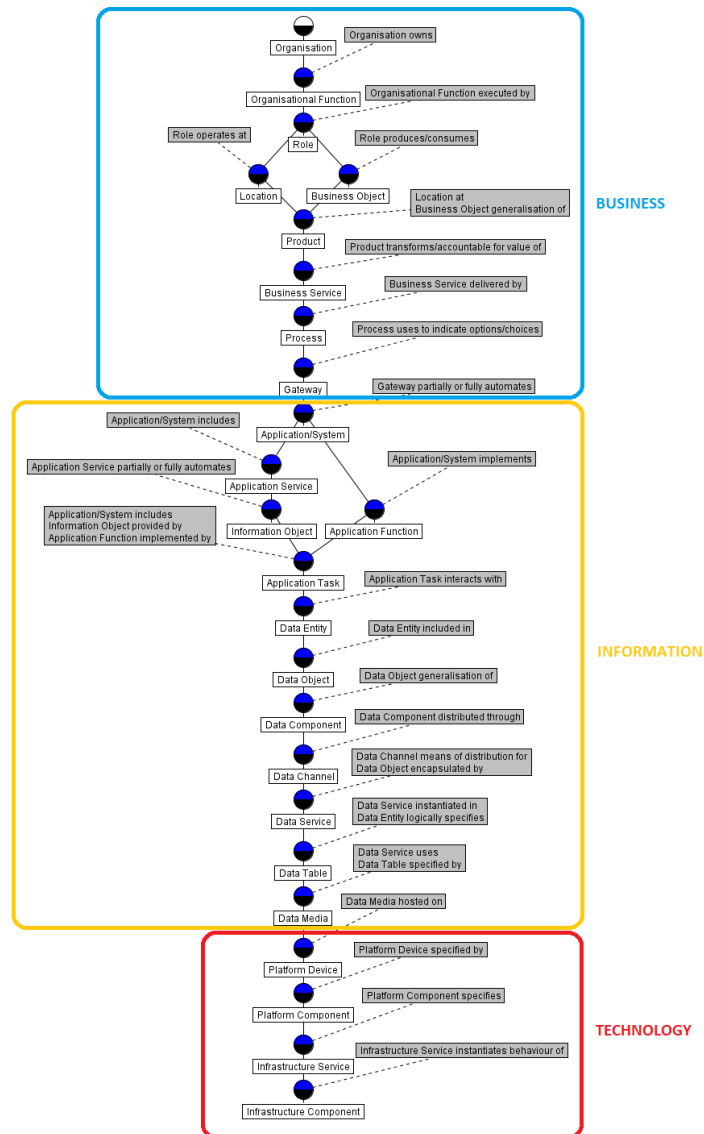 Organisation owns
Organisation
Organisational Function executed by
Organisational Function
Role operates at
Role produces/consumes
Role
Location
Business Object
Location at
Business Object generalisation of
BUSINESS
Product
Product transforms/accountable for value of
Business Service delivered by
Business Service
Process uses to indicate options/choices
Process
Gateway partially or fully automates
Gateway
Application/System includes
Application/System
Application Service partially or fully automates
Application/System implements
Application Service
Application/System includes
Information Object provided by
Application Function implemented by
Information Object
Application Function
Application Task interacts with
Application Task
Data Entity included in
Data Entity
INFORMATION
Data Object generalisation of
Data Object
Data Component distributed through
Data Component
Data Channel means of distribution for
Data Object encapsulated by
Data Channel
Data Service instantiated in
Data Entity logically specifies
Data Service
Data Service uses
Data Table specified by
Data Table
Data Media hosted on
Data Media
Platform Device specified by
Platform Device
Platform Component specifies
Platform Component
TECHNOLOGY
Infrastructure Service instantiates behaviour of
Infrastructure Service
Infrastructure Component